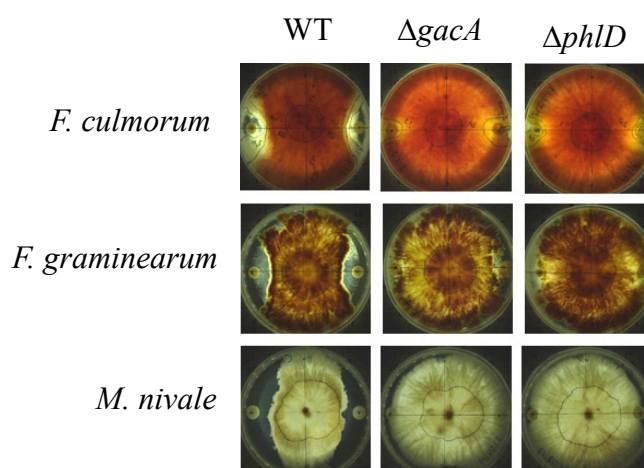 WT ΔgacA ΔphlD
F. culmorum
F. graminearum
M. nivale